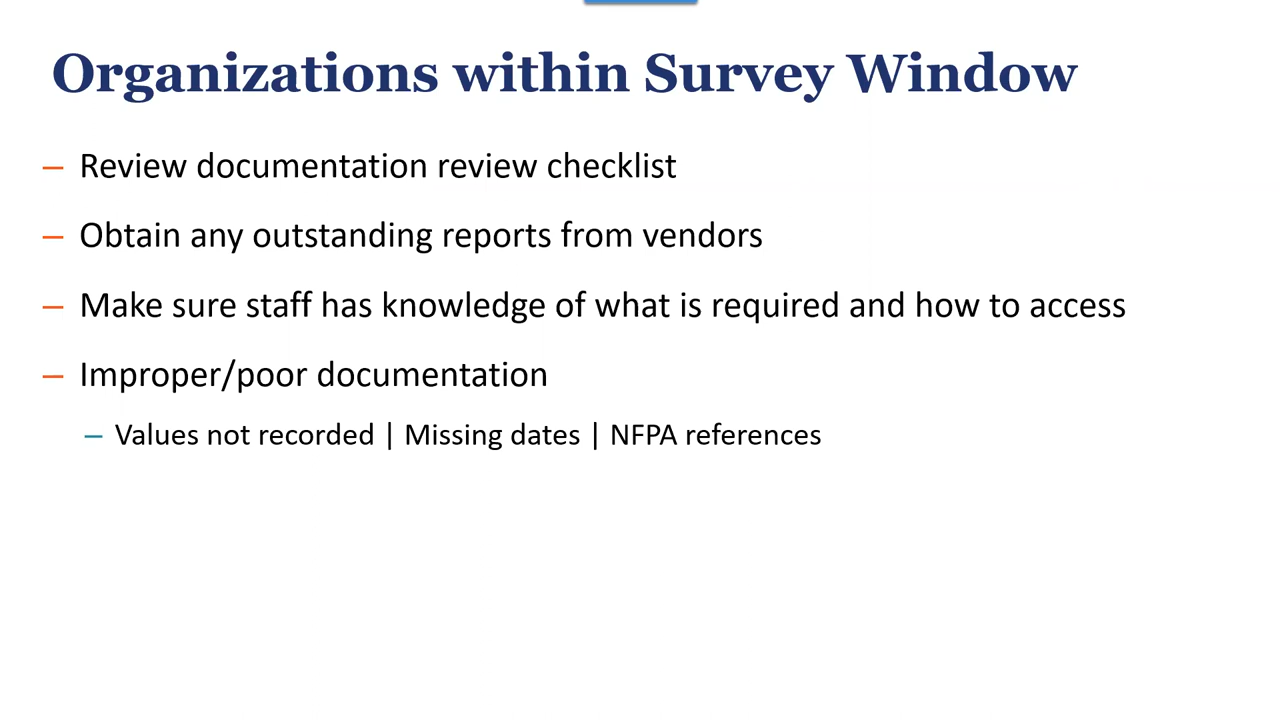 Organizations within Survey Window
– Review documentation review checklist
– Obtain any outstanding reports from vendors
– Make sure staff has knowledge of what is required and how to access
– Improper/poor documentation
– Values not recorded | Missing dates | NFPA references